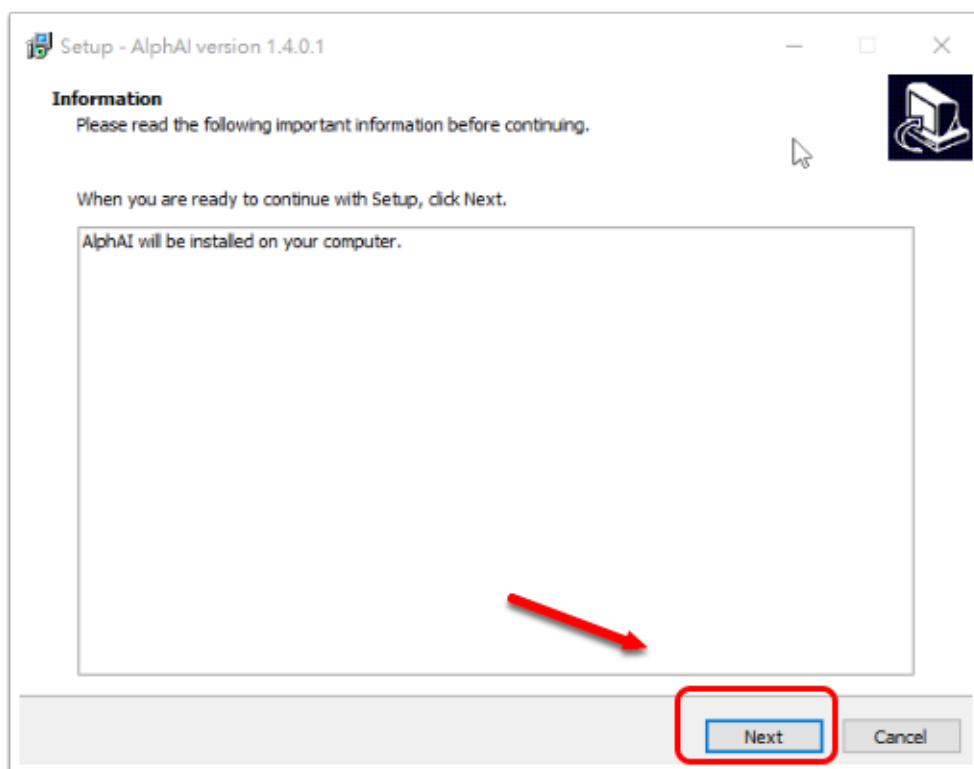 Setup - AlphAI version 1.4.0.1
Information
Please read the following important information before continuing.
When you are ready to continue with Setup, click Next.
AlphAI will be installed on your computer.
Next
Cancel